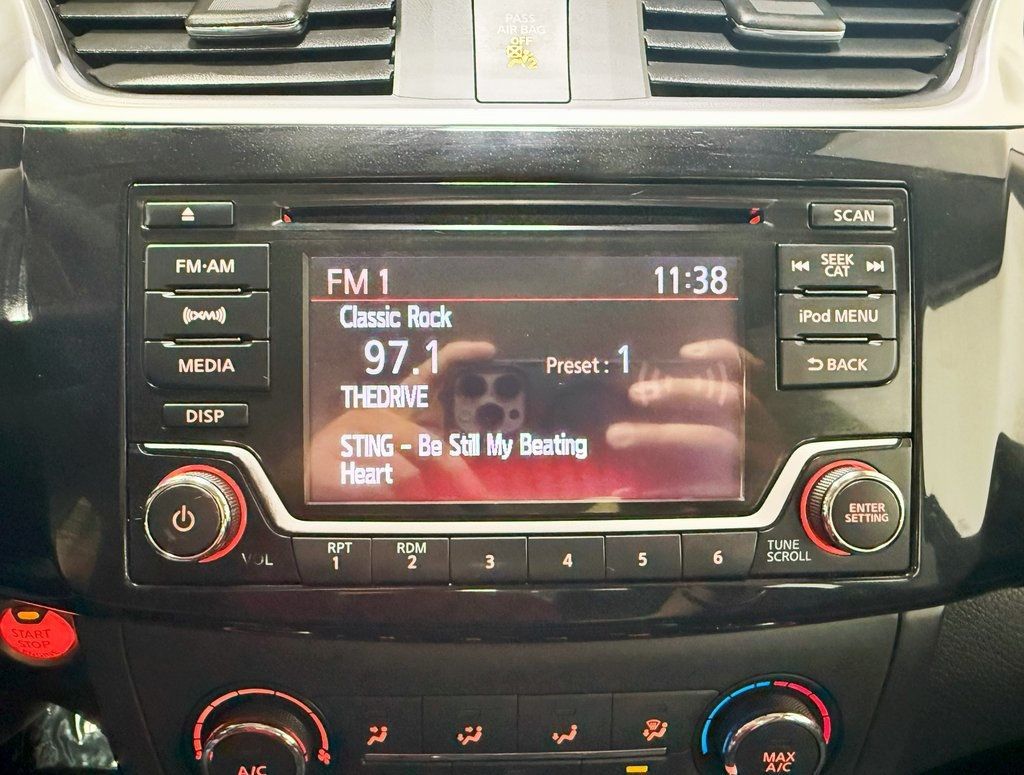 PASS
AIR BAG
OFF
SCAN
FM·AM
SEEK
CAT
((XM))
iPod MENU
MEDIA
BACK
DISP
FM 1
11:38
Classic Rock
97.1
Preset : 1
THEDRIVE
STING - Be Still My Beating
Heart
VOL
RPT
1
RDM
2
3
4
5
6
TUNE
SCROLL
ENTER
SETTING
START
STOP
A/C
MAX
A/C